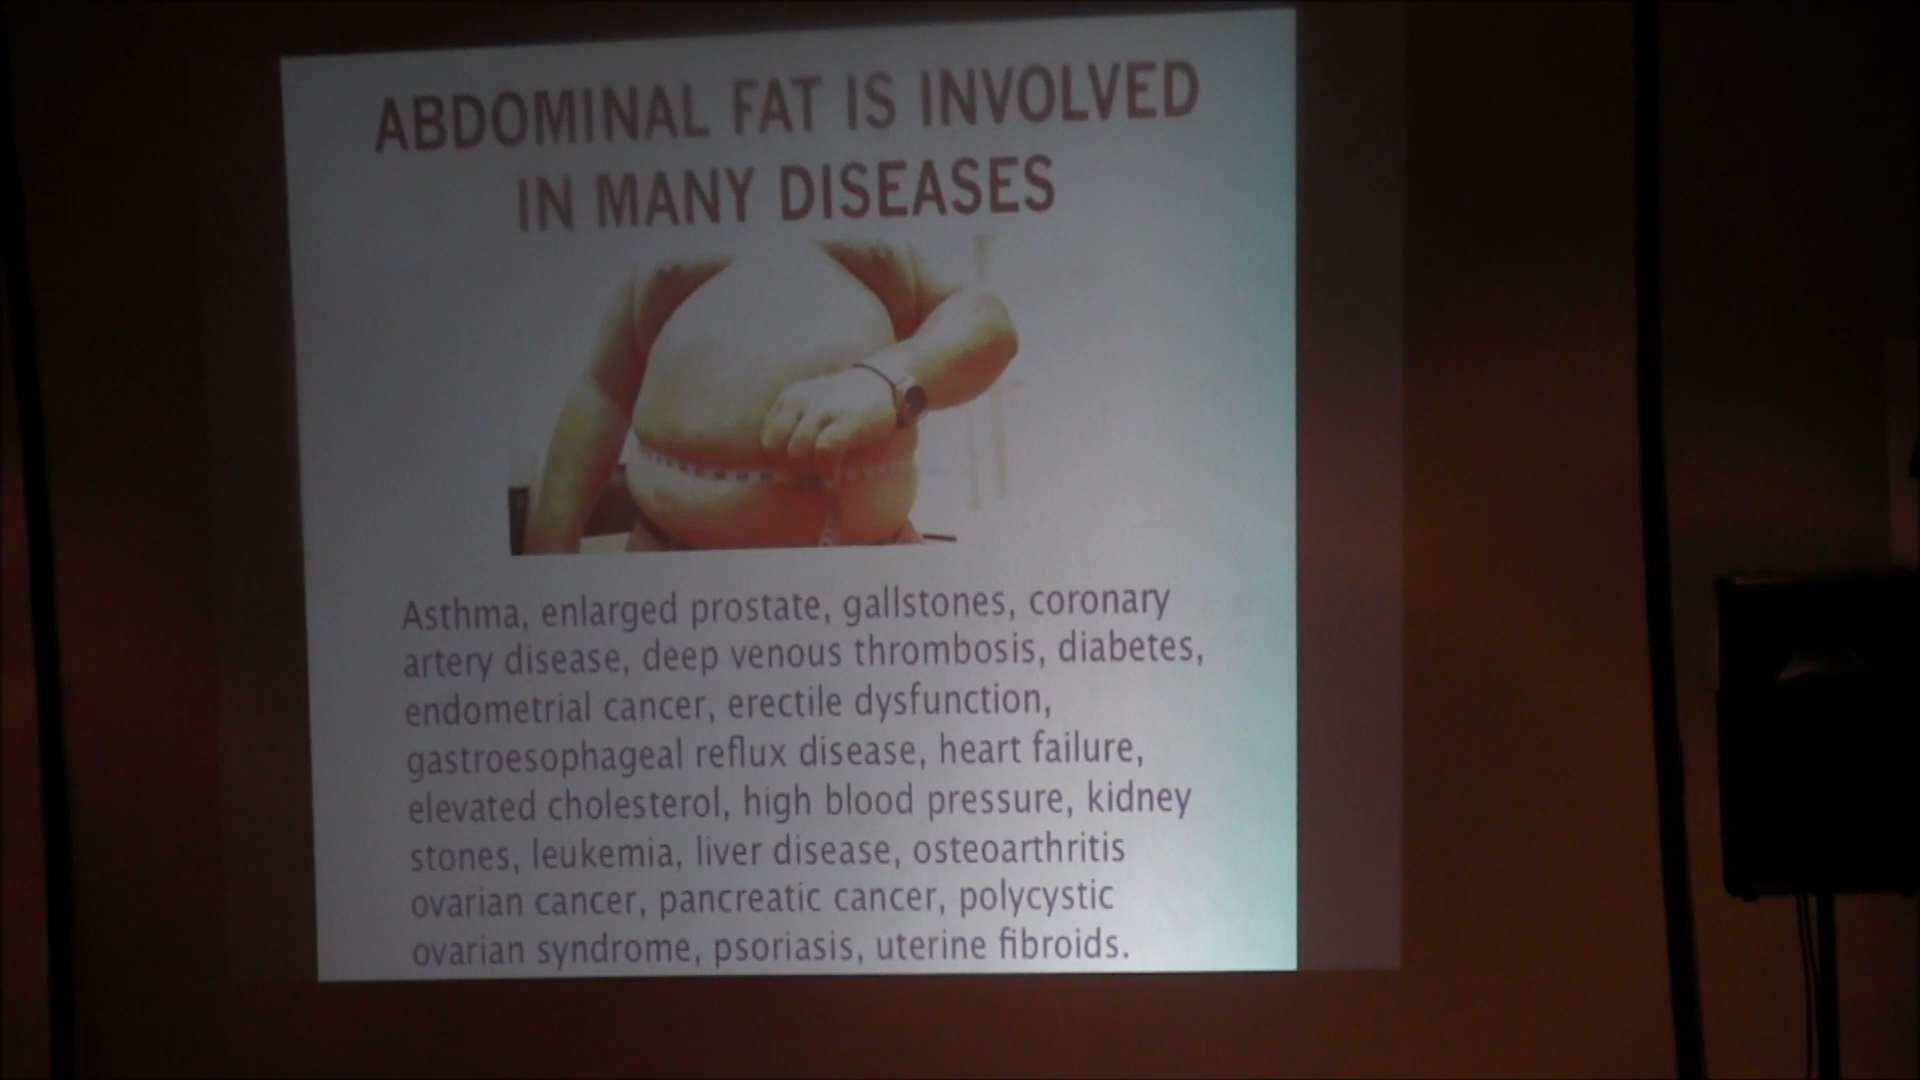 ABDOMINAL FAT IS INVOLVED
IN MANY DISEASES
Asthma, enlarged prostate, gallstones, coronary
artery disease, deep venous thrombosis, diabetes,
endometrial cancer, erectile dysfunction,
gastroesophageal reflux disease, heart failure,
elevated cholesterol, high blood pressure, kidney
stones, leukemia, liver disease, osteoarthritis
ovarian cancer, pancreatic cancer, polycystic
ovarian syndrome, psoriasis, uterine fibroids.